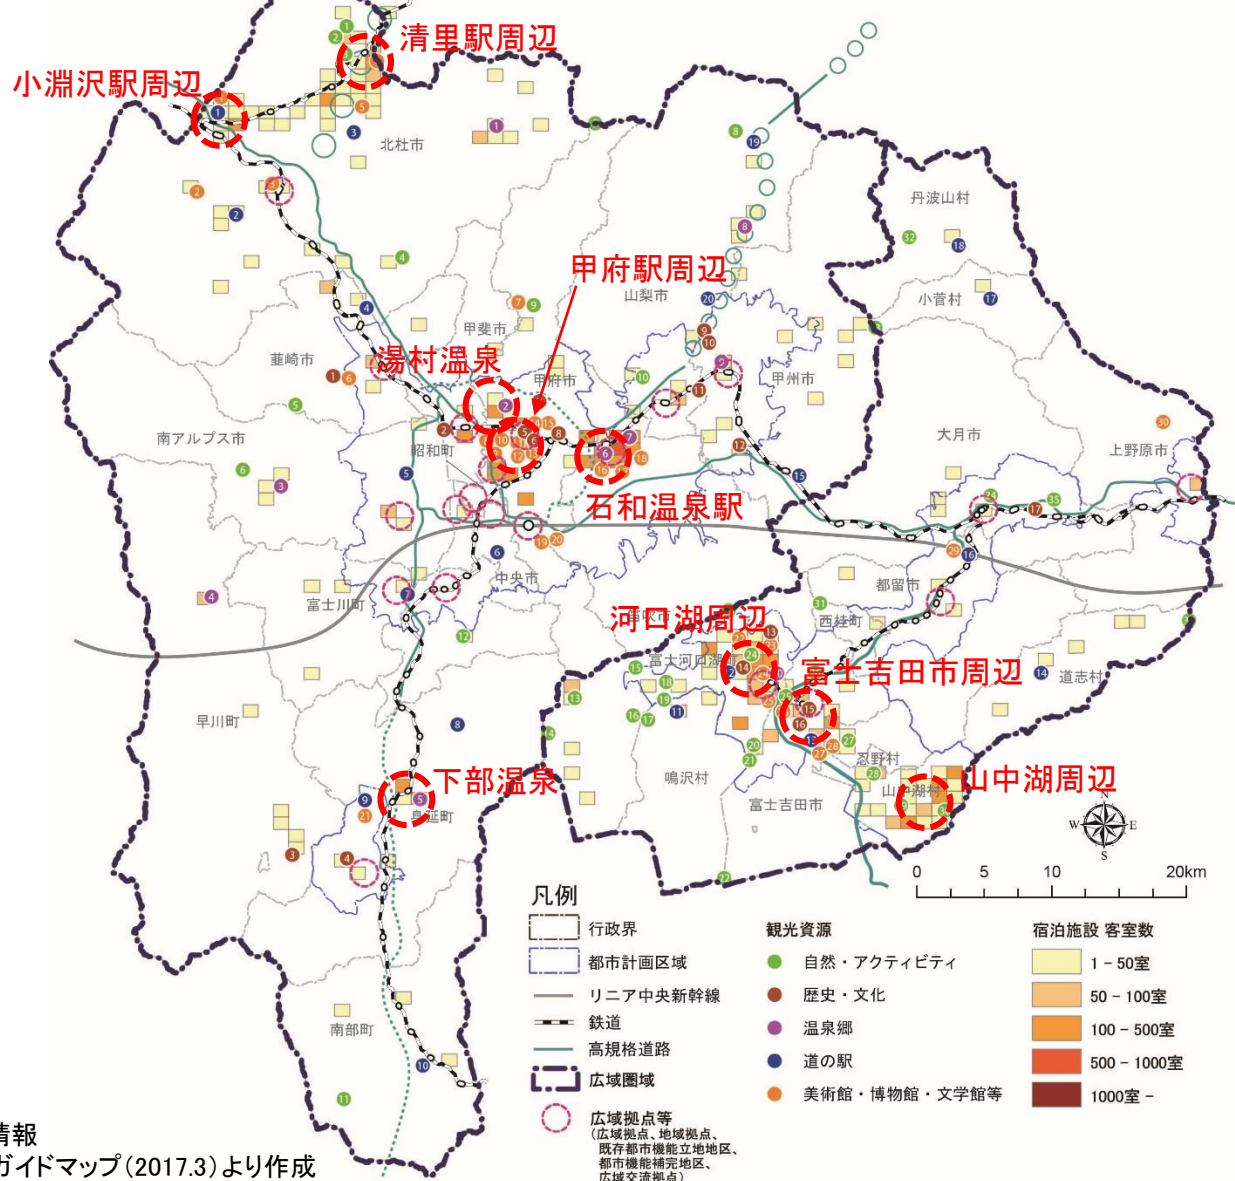 清里駅周辺
小淵沢駅周辺
北杜市
丹波山村
小菅村
甲府駅周辺
山梨市
甲斐市
湯村温泉
韮崎市
甲府市
甲州市
南アルプス市
昭和町
大月市
上野原市
石和温泉駅
中央市
富士川町
都留市
西桂町
河口湖周辺
富士河口湖町
富士吉田市周辺
道志村
早川町
忍野村
鳴沢村
山中湖村
山中湖周辺
下部温泉
身延町
富士吉田市
N
W E
S
0 5 10 20km
南部町
凡例
行政界
都市計画区域
リニア中央新幹線
鉄道
高規格道路
広域圏域
広域拠点等
(広域拠点、地域拠点、
既存都市機能立地地区、
都市機能補完地区、
広域交流拠点)
観光資源
自然・アクティビティ
歴史・文化
温泉郷
道の駅
美術館・博物館・文学館等
宿泊施設 客室数
1-50室
50-100室
100-500室
500-1000室
1000室-
情報
ガイドマップ(2017.3)より作成